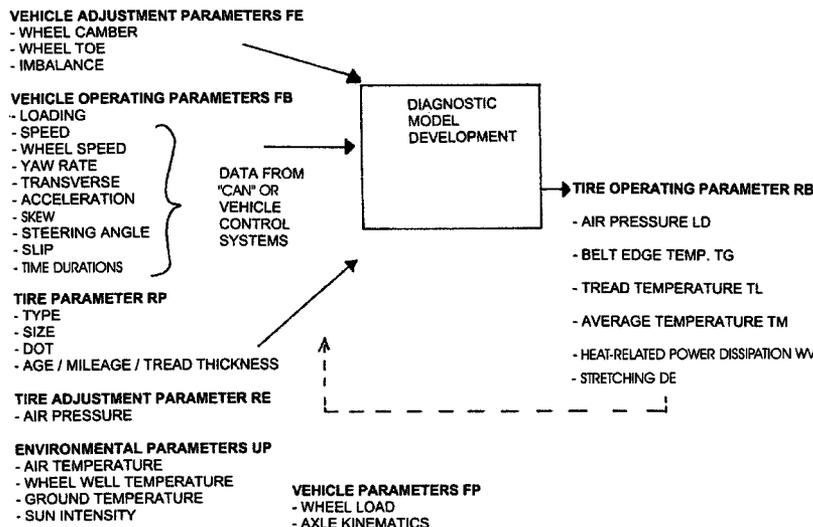 VEHICLE ADJUSTMENT PARAMETERS FE
- WHEEL CAMBER
- WHEEL TOE
- IMBALANCE
VEHICLE OPERATING PARAMETERS FB
- LOADING
- SPEED
- WHEEL SPEED
- YAW RATE
- TRANSVERSE
- ACCELERATION
- SKEW
- STEERING ANGLE
- SLIP
- TIME DURATIONS
DATA FROM
"CAN" OR
VEHICLE
CONTROL
SYSTEMS
DIAGNOSTIC
MODEL
DEVELOPMENT
TIRE OPERATING PARAMETER RB
- AIR PRESSURE LD
- BELT EDGE TEMP. TG
- TREAD TEMPERATURE TL
- AVERAGE TEMPERATURE TM
- HEAT-RELATED POWER DISSIPATION WV
- STRETCHING DE
TIRE PARAMETER RP
- TYPE
- SIZE
- DOT
- AGE / MILEAGE / TREAD THICKNESS
TIRE ADJUSTMENT PARAMETER RE
- AIR PRESSURE
ENVIRONMENTAL PARAMETERS UP
- AIR TEMPERATURE
- WHEEL WELL TEMPERATURE
- GROUND TEMPERATURE
- SUN INTENSITY
VEHICLE PARAMETERS FP
- WHEEL LOAD
- AXLE KINEMATICS